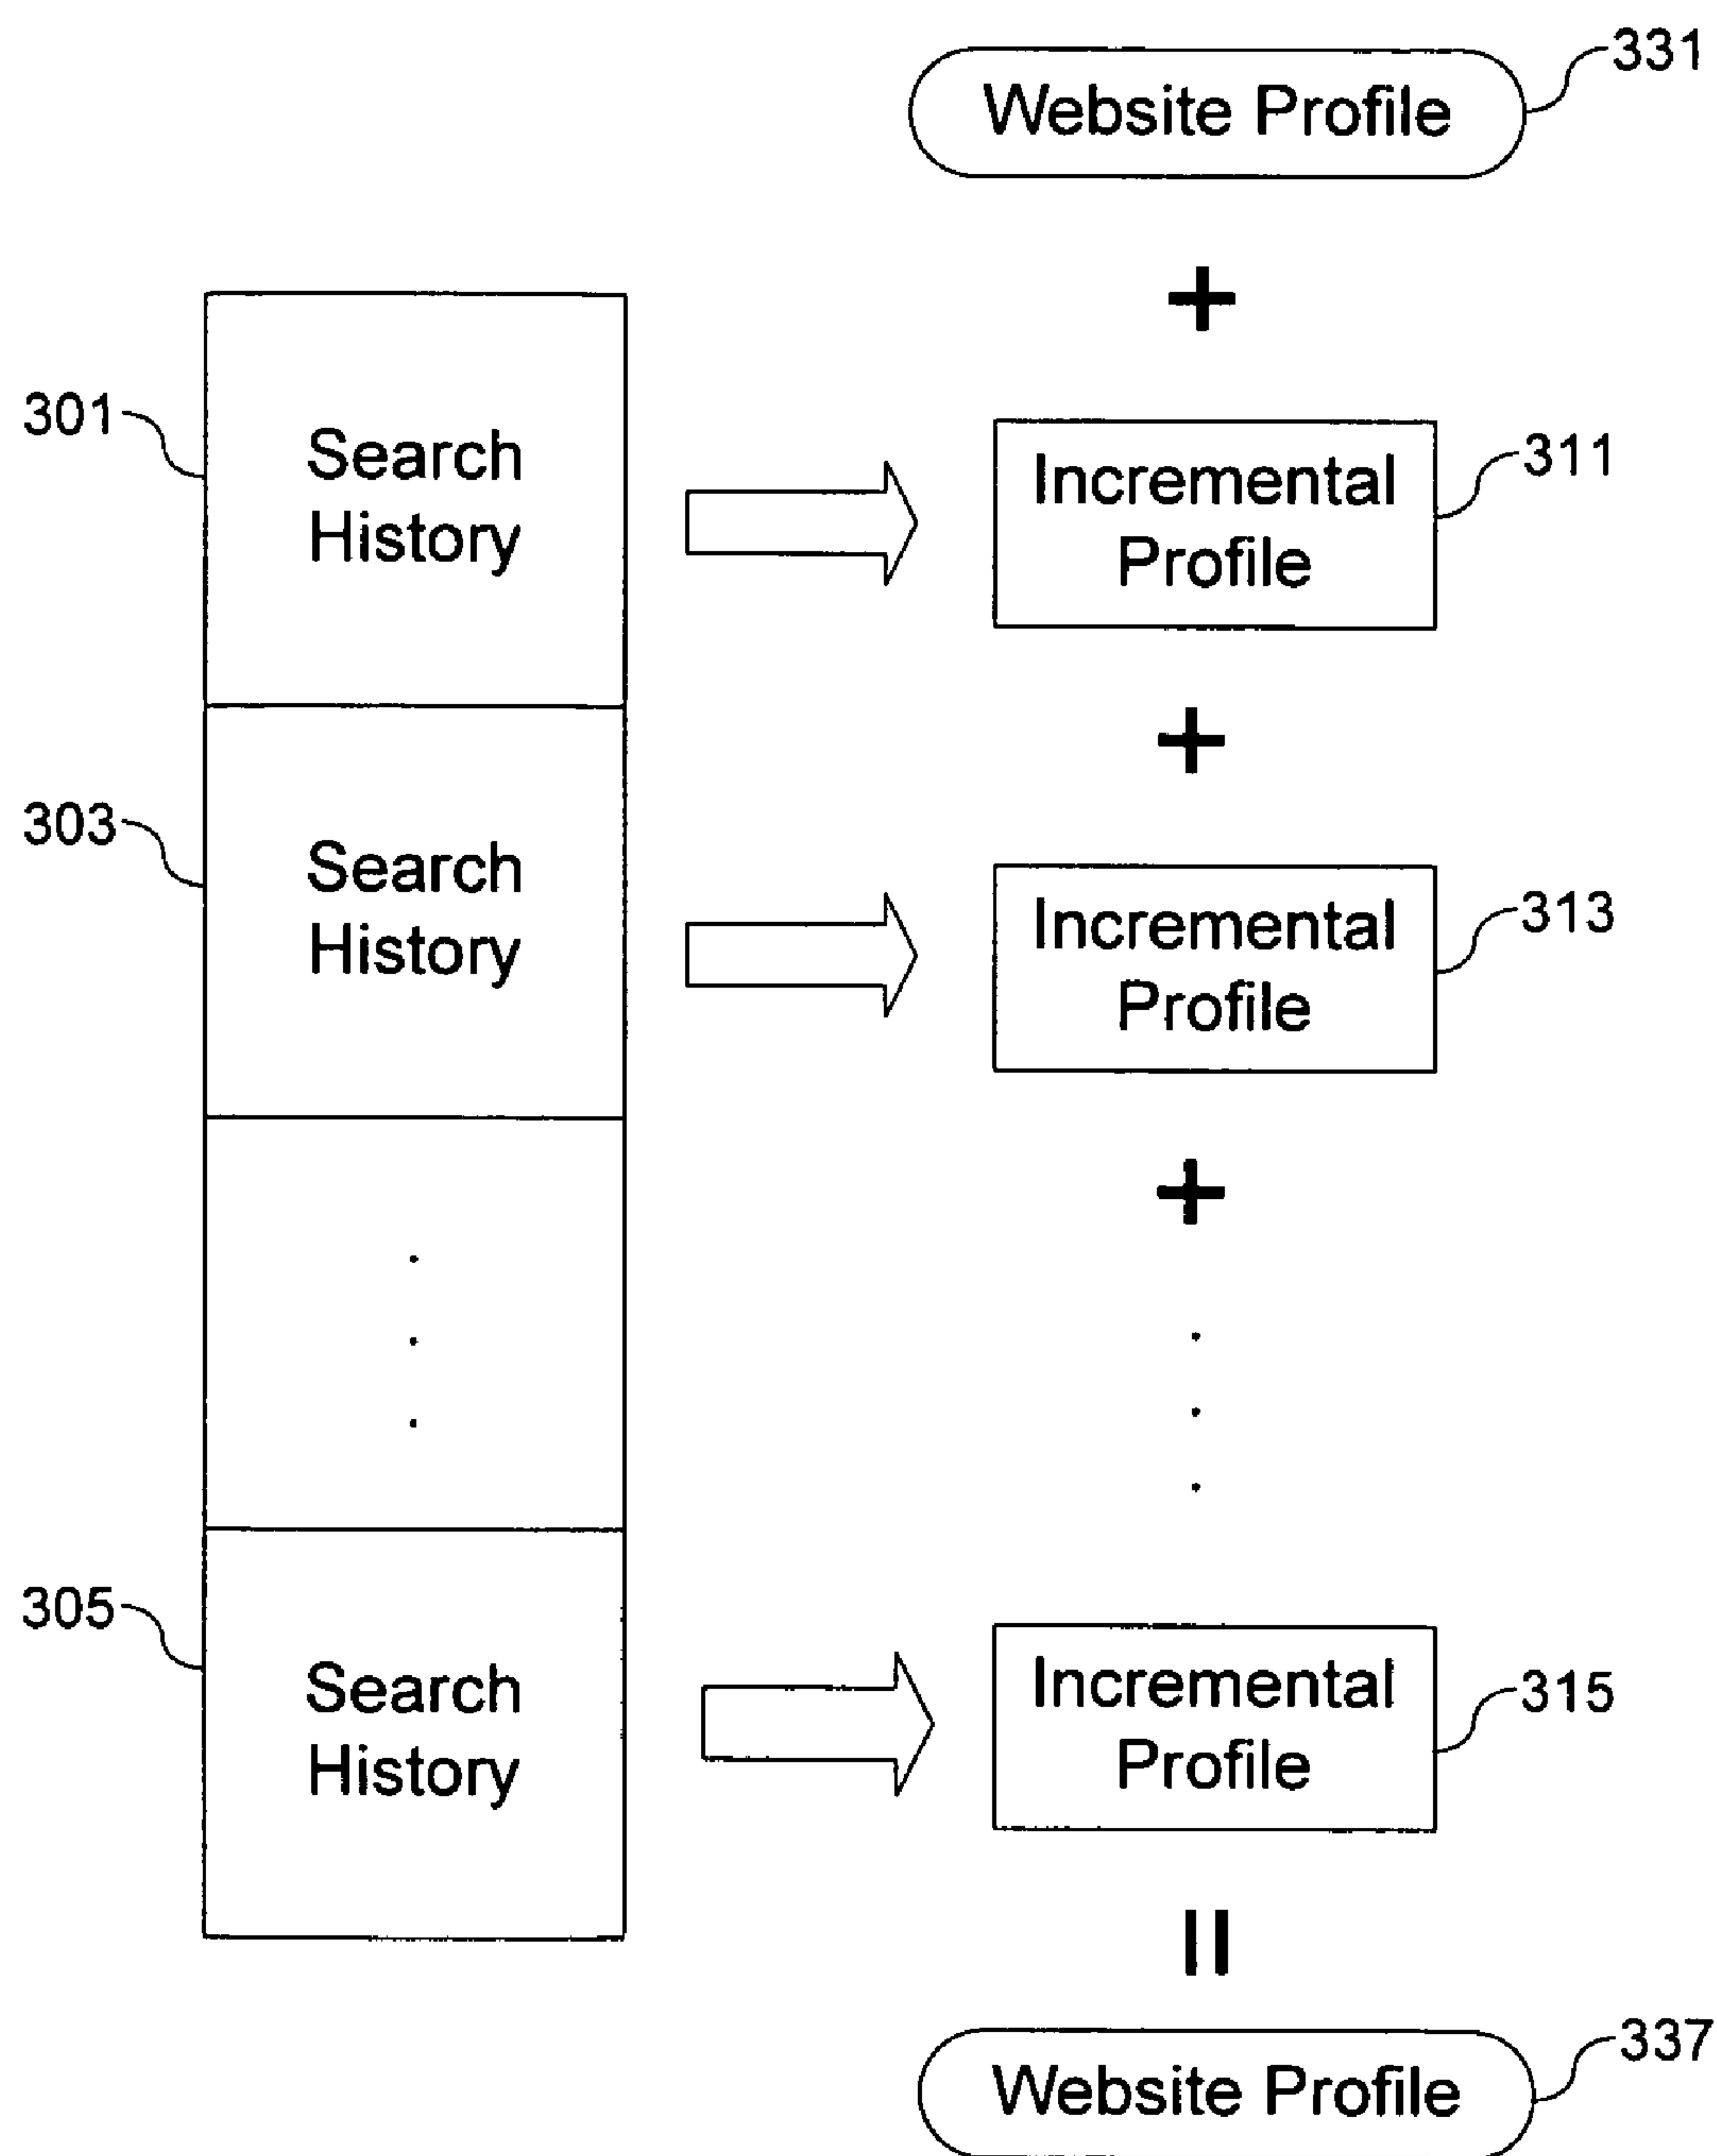 331
Website Profile
+
301
Search
History
311
Incremental
Profile
+
303
Search
History
313
Incremental
Profile
+
.
.
.
.
.
.
305
Search
History
315
Incremental
Profile
=
337
Website Profile